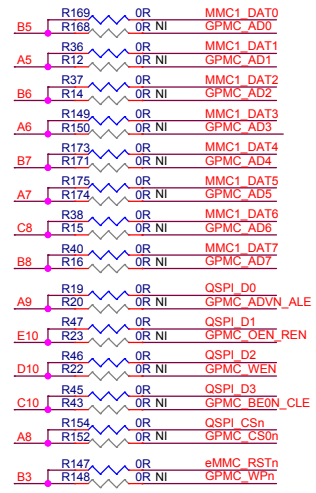 R169 0R MMC1_DAT0
B5 R168 0R NI GPMC_AD0
R36 0R MMC1_DAT1
A5 R12 0R NI GPMC_AD1
R37 0R MMC1_DAT2
B6 R14 0R NI GPMC_AD2
R149 0R MMC1_DAT3
A6 R150 0R NI GPMC_AD3
R173 0R MMC1_DAT4
B7 R171 0R NI GPMC_AD4
R175 0R MMC1_DAT5
A7 R174 0R NI GPMC_AD5
R38 0R MMC1_DAT6
C8 R15 0R NI GPMC_AD6
R40 0R MMC1_DAT7
B8 R16 0R NI GPMC_AD7
R19 0R QSPI_D0
A9 R20 0R NI GPMC_ADVN_ALE
R47 0R QSPI_D1
E10 R23 0R NI GPMC_OEN_REN
R46 0R QSPI_D2
D10 R22 0R NI GPMC_WEN
R45 0R QSPI_D3
C10 R43 0R NI GPMC_BE0N_CLE
R154 0R QSPI_CSn
A8 R152 0R NI GPMC_CS0n
R147 0R eMMC_RSTn
B3 R148 0R NI GPMC_WPn